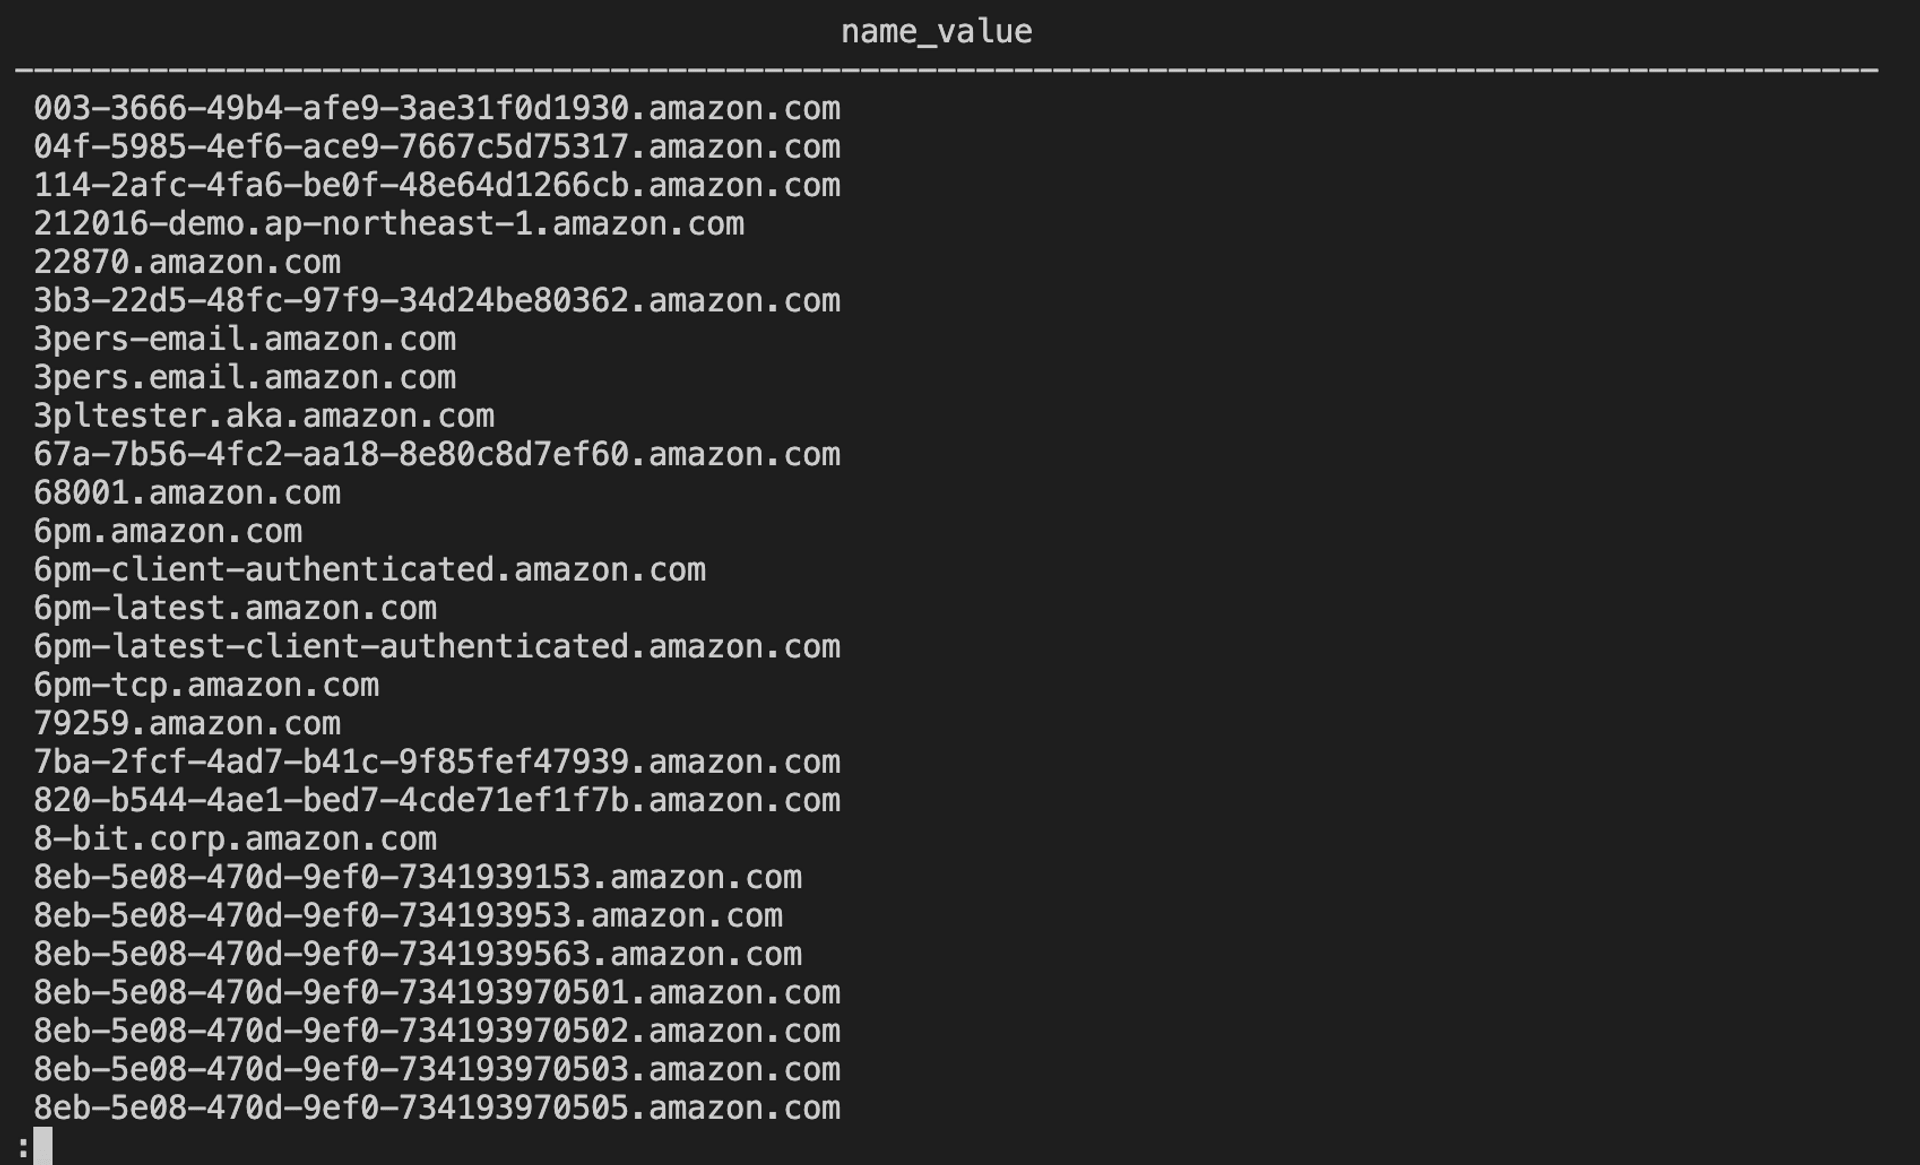 name_value
--------------------------------------------------------------------------------------------------
003-3666-49b4-afe9-3ae31f0d1930.amazon.com
04f-5985-4ef6-ace9-7667c5d75317.amazon.com
114-2afc-4fa6-be0f-48e64d1266cb.amazon.com
212016-demo.ap-northeast-1.amazon.com
22870.amazon.com
3b3-22d5-48fc-97f9-34d24be80362.amazon.com
3pers-email.amazon.com
3pers.email.amazon.com
3pltester.aka.amazon.com
67a-7b56-4fc2-aa18-8e80c8d7ef60.amazon.com
68001.amazon.com
6pm.amazon.com
6pm-client-authenticated.amazon.com
6pm-latest.amazon.com
6pm-latest-client-authenticated.amazon.com
6pm-tcp.amazon.com
79259.amazon.com
7ba-2fcf-4ad7-b41c-9f85fef47939.amazon.com
820-b544-4ae1-bed7-4cde71ef1f7b.amazon.com
8-bit.corp.amazon.com
8eb-5e08-470d-9ef0-7341939153.amazon.com
8eb-5e08-470d-9ef0-734193953.amazon.com
8eb-5e08-470d-9ef0-7341939563.amazon.com
8eb-5e08-470d-9ef0-734193970501.amazon.com
8eb-5e08-470d-9ef0-734193970502.amazon.com
8eb-5e08-470d-9ef0-734193970503.amazon.com
8eb-5e08-470d-9ef0-734193970505.amazon.com
: